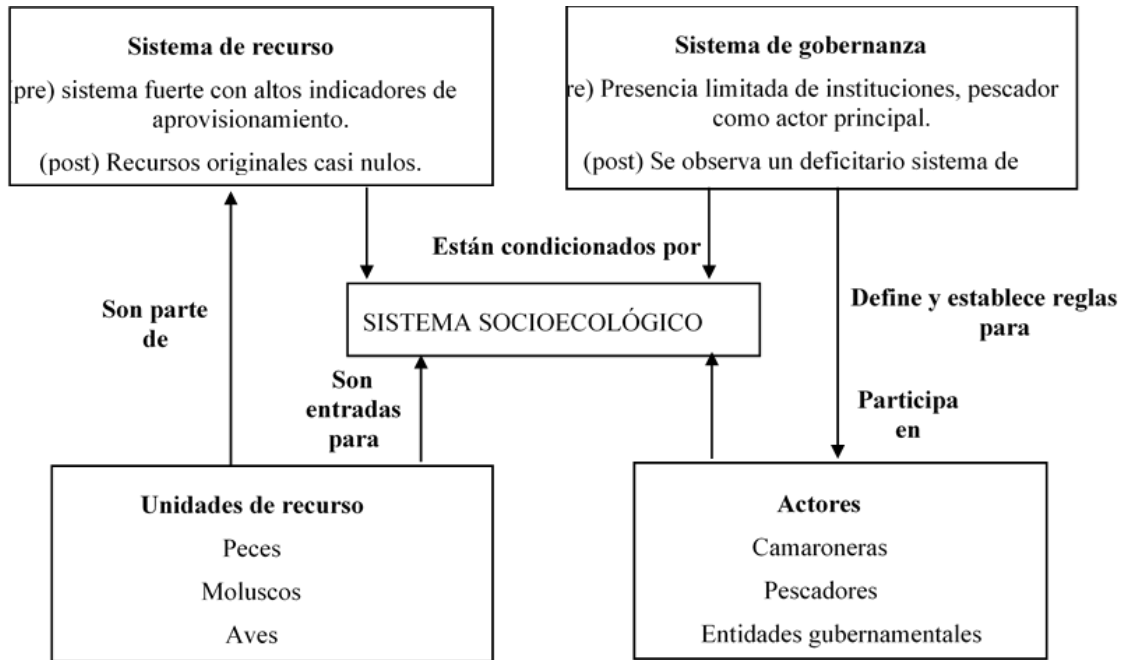 Sistema de recurso
(pre) sistema fuerte con altos indicadores de
aprovisionamiento.
(post) Recursos originales casi nulos.
Sistema de gobernanza
re) Presencia limitada de instituciones, pescador
como actor principal.
(post) Se observa un deficitario sistema de
Están condicionados por
Son parte
de
SISTEMA SOCIOECOLÓGICO
Define y establece reglas
para
Son
entradas
para
Participa
en
Unidades de recurso
Peces
Moluscos
Aves
Actores
Camaroneras
Pescadores
Entidades gubernamentales